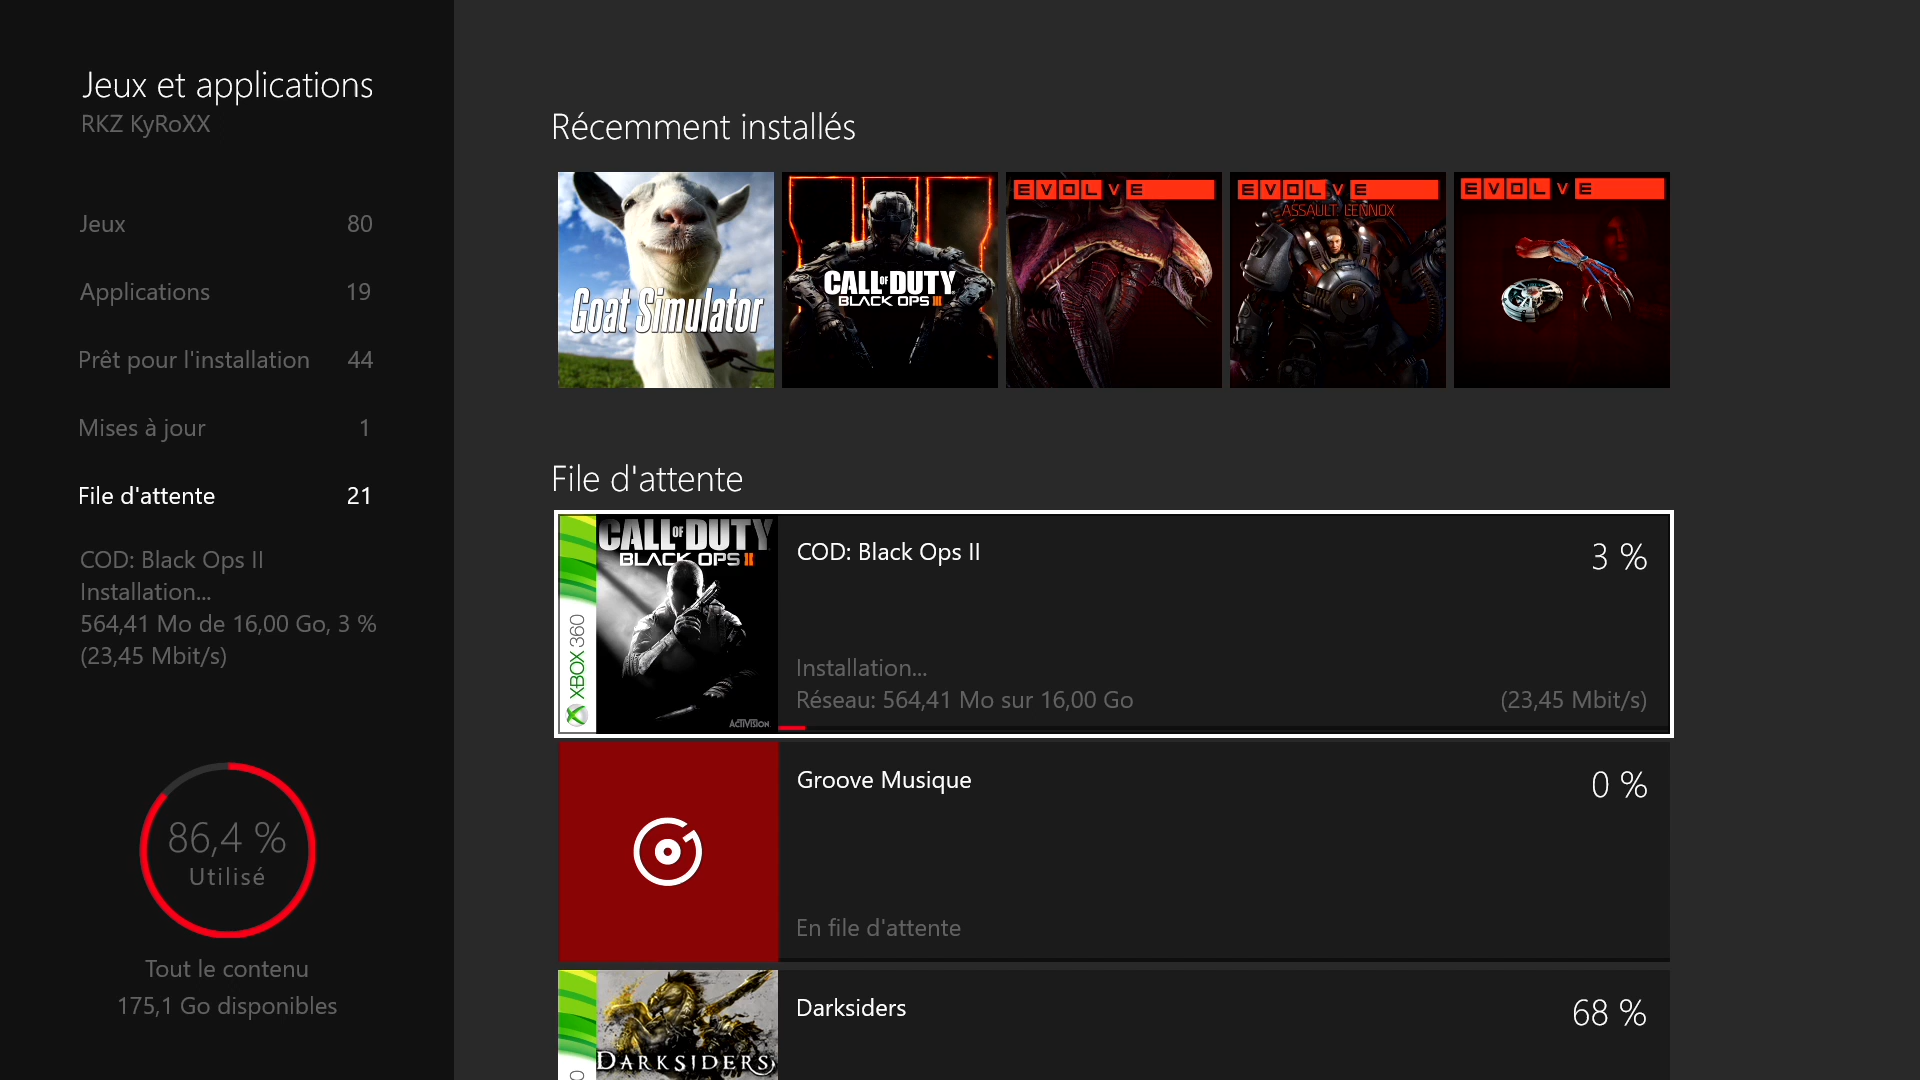 Jeux et applications
RKZ KyRoXX
Jeux 80
Applications 19
Prêt pour l'installation 44
Mises à jour 1
File d'attente 21
COD: Black Ops II
Installation...
564,41 Mo de 16,00 Go, 3 %
(23,45 Mbit/s)
86,4 %
Utilisé
Tout le contenu
175,1 Go disponibles
Récemment installés
Goat Simulator
CALL OF DUTY
BLACK OPS III
EVOLVE
EVOLVE
ASSAULT: LENNOX
EVOLVE
File d'attente
XBOX 360
CALL OF DUTY
BLACK OPS II
ACTIVISION
COD: Black Ops II
3 %
Installation...
Réseau: 564,41 Mo sur 16,00 Go
(23,45 Mbit/s)
Groove Musique
0 %
En file d'attente
DARKSIDERS
Darksiders
68 %